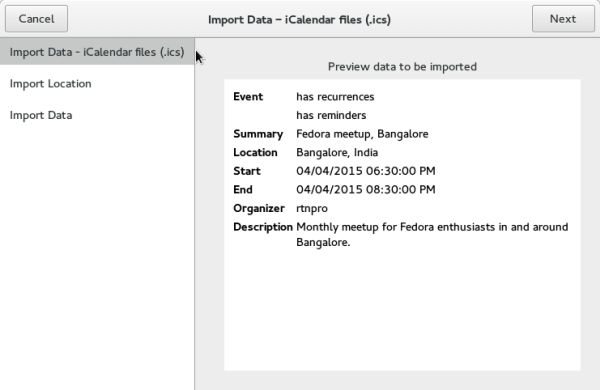 Cancel
Import Data – iCalendar files (.ics)
Next
Import Data - iCalendar files (.ics)
Import Location
Import Data
Preview data to be imported
Event has recurrences
has reminders
Summary Fedora meetup, Bangalore
Location Bangalore, India
Start 04/04/2015 06:30:00 PM
End 04/04/2015 08:30:00 PM
Organizer rtnpro
Description Monthly meetup for Fedora enthusiasts in and around
Bangalore.